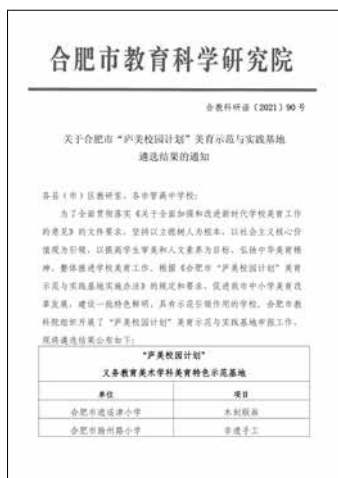 合肥市教育科学研究院
合教科研函〔2021〕90号
关于合肥市“庐美校园计划”美育示范与实践基地
遴选结果的通知
各县（市）区教研室、各市管高中学校：
为了全面贯彻落实《关于全面加强和改进新时代学校美育工作
的意见》的文件要求，坚持以立德树人为根本，以社会主义核心价
值观为引领，以提高学生审美和人文素养为目标，弘扬中华美育精
神，整体推进学校美育工作，根据《合肥市“庐美校园计划”美育
示范与实践基地实施办法》的规定和要求，促进我市中小学美育改
革发展，建设一批特色鲜明、具有示范引领作用的学校，合肥市教
科院组织开展了“庐美校园计划”美育示范与实践基地申报工作，
现将遴选结果公布如下：
“庐美校园计划”
义务教育美术学科美育特色示范基地
单位 项目
合肥市逍遥津小学 木刻版画
合肥市翰州路小学 非遗手工